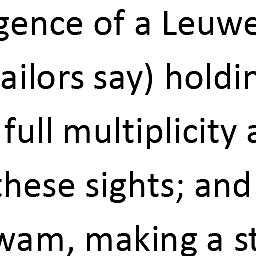 gence of a Leuwe
ailors say) holdin
full multiplicity a
these sights; and
wam, making a st